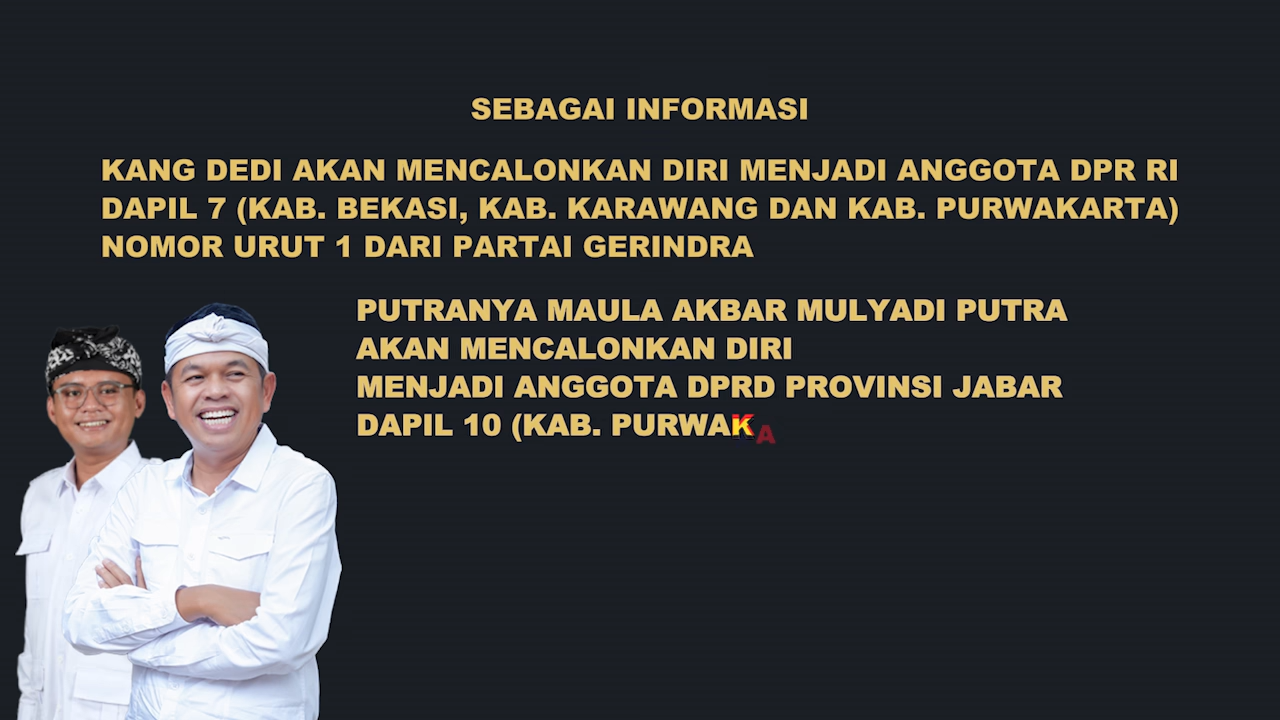 SEBAGAI INFORMASI
KANG DEDI AKAN MENCALONKAN DIRI MENJADI ANGGOTA DPR RI
DAPIL 7 (KAB. BEKASI, KAB. KARAWANG DAN KAB. PURWAKARTA)
NOMOR URUT 1 DARI PARTAI GERINDRA
PUTRANYA MAULA AKBAR MULYADI PUTRA
AKAN MENCALONKAN DIRI
MENJADI ANGGOTA DPRD PROVINSI JABAR
DAPIL 10 (KAB. PURWAKA